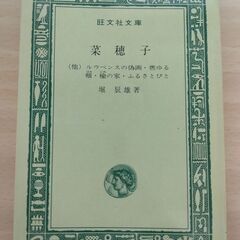 旺文社文庫
菜穂子
(他) ルウベンスの偽画・燃ゆる
頬・楡の家・ふるさとびと
堀 辰雄著